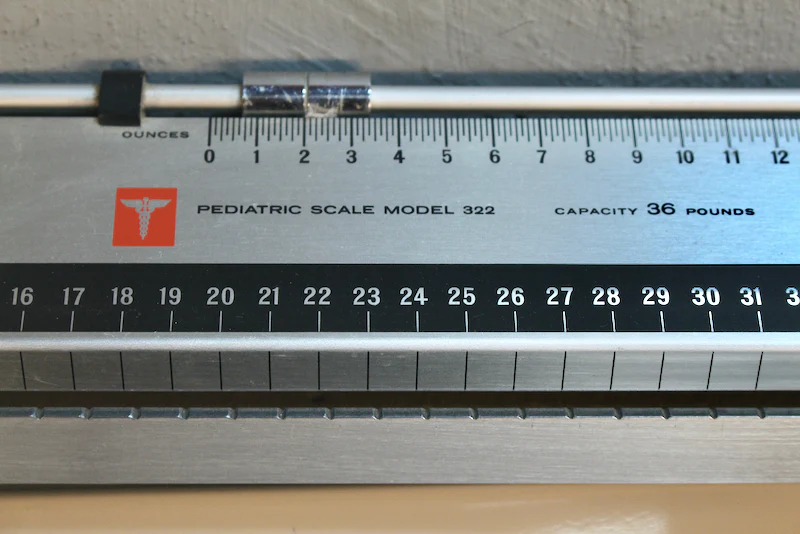 OUNCES
0 1 2 3 4 5 6 7 8 9 10 11 12
PEDIATRIC SCALE MODEL 322 CAPACITY 36 POUNDS
16 17 18 19 20 21 22 23 24 25 26 27 28 29 30 31